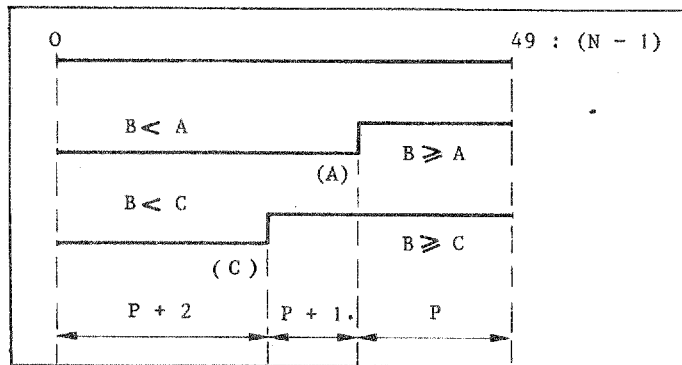 0 49 : (N - 1)
B < A
(A) B ⩾ A
B < C
(C) B ⩾ C
P + 2 P + 1. P